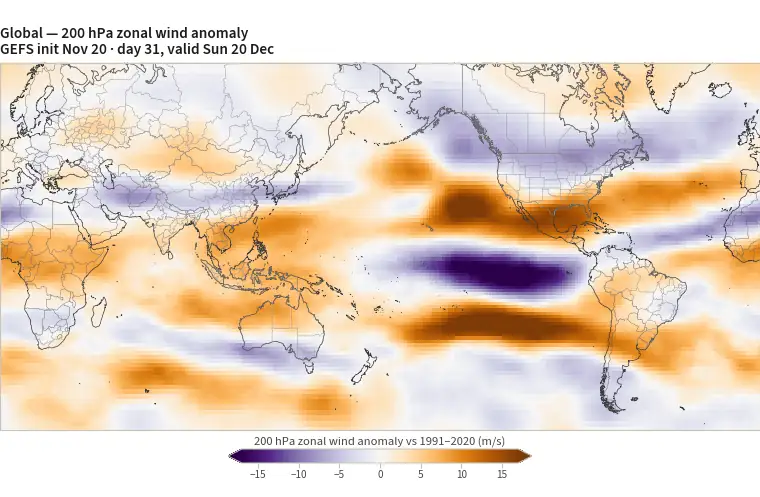 Global — 200 hPa zonal wind anomaly
GEFS init Nov 20 · day 31, valid Sun 20 Dec
200 hPa zonal wind anomaly vs 1991–2020 (m/s)
−15 −10 −5 0 5 10 15